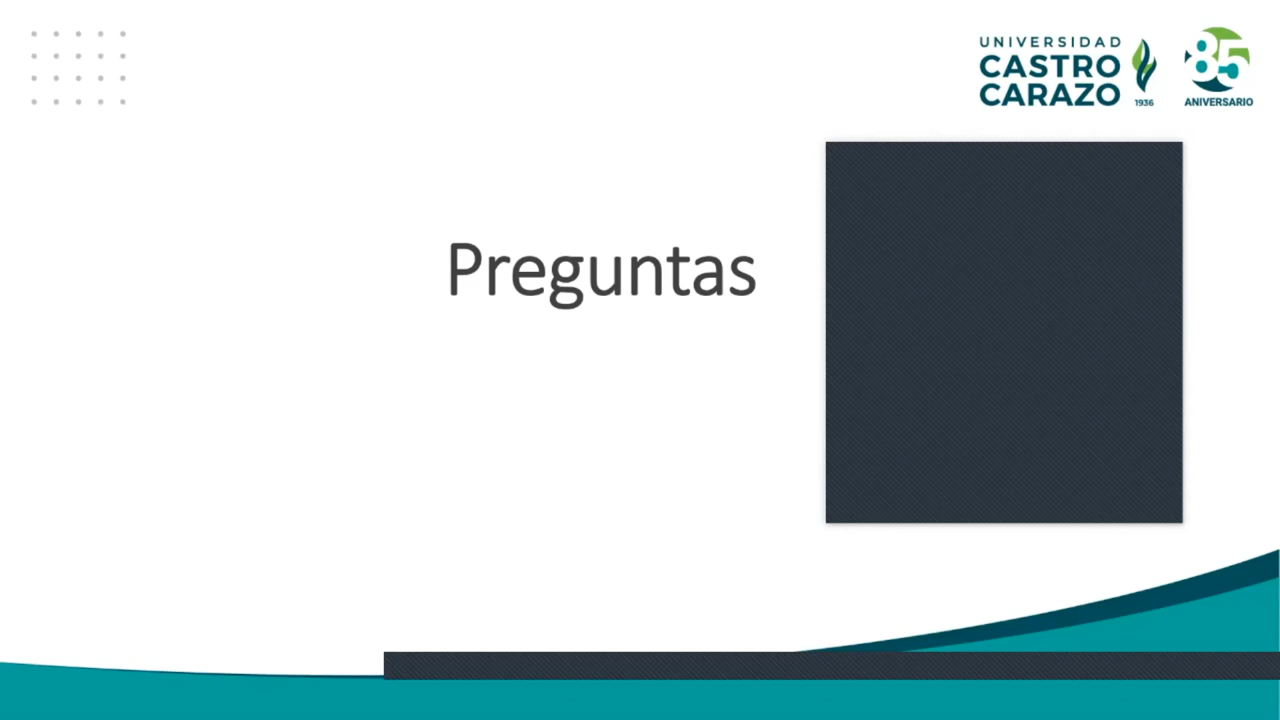 UNIVERSIDAD
CASTRO
CARAZO
1936
85
ANIVERSARIO
Preguntas